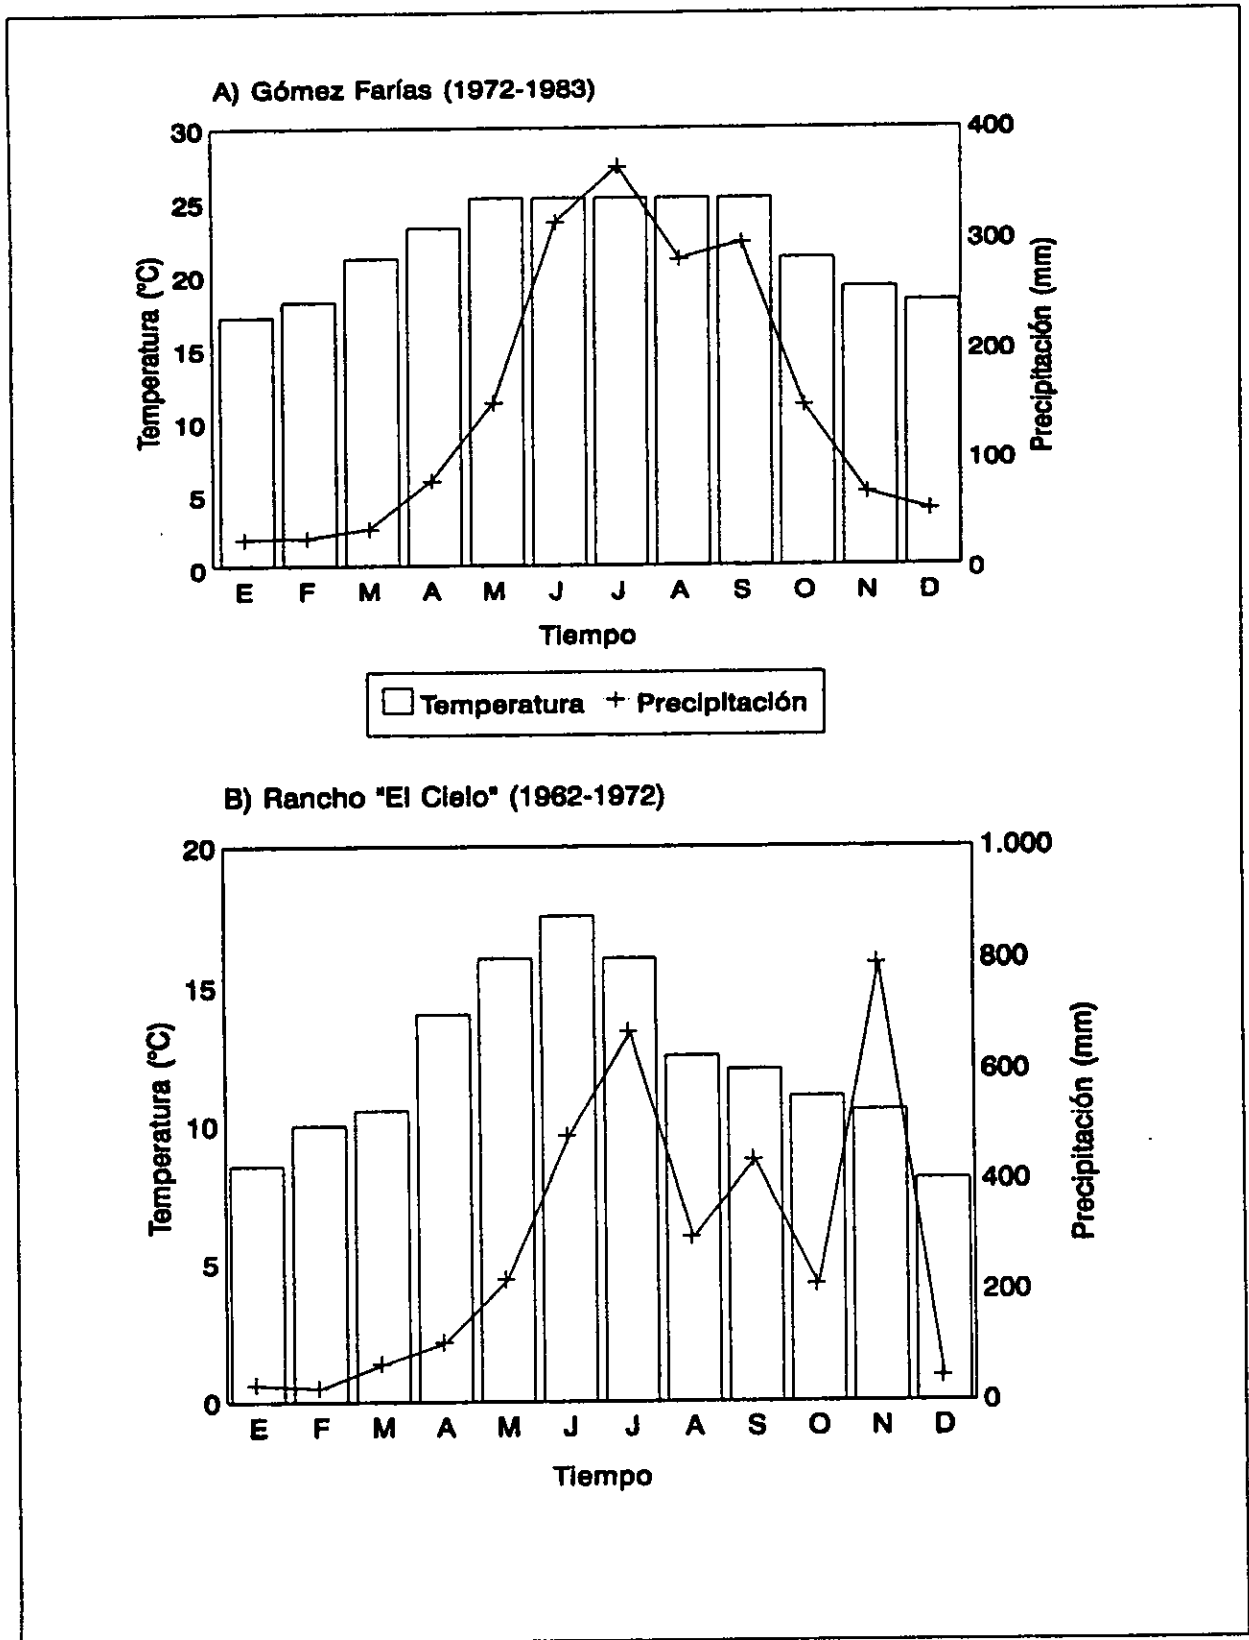 A) Gómez Farías (1972-1983)
30
25
20
15
10
5
0
Temperatura (ºC)
400
300
200
100
0
Precipitación (mm)
E F M A M J J A S O N D
Tiempo
Temperatura + Precipitación
B) Rancho "El Cielo" (1962-1972)
20
15
10
5
0
Temperatura (ºC)
1.000
800
600
400
200
0
Precipitación (mm)
E F M A M J J A S O N D
Tiempo